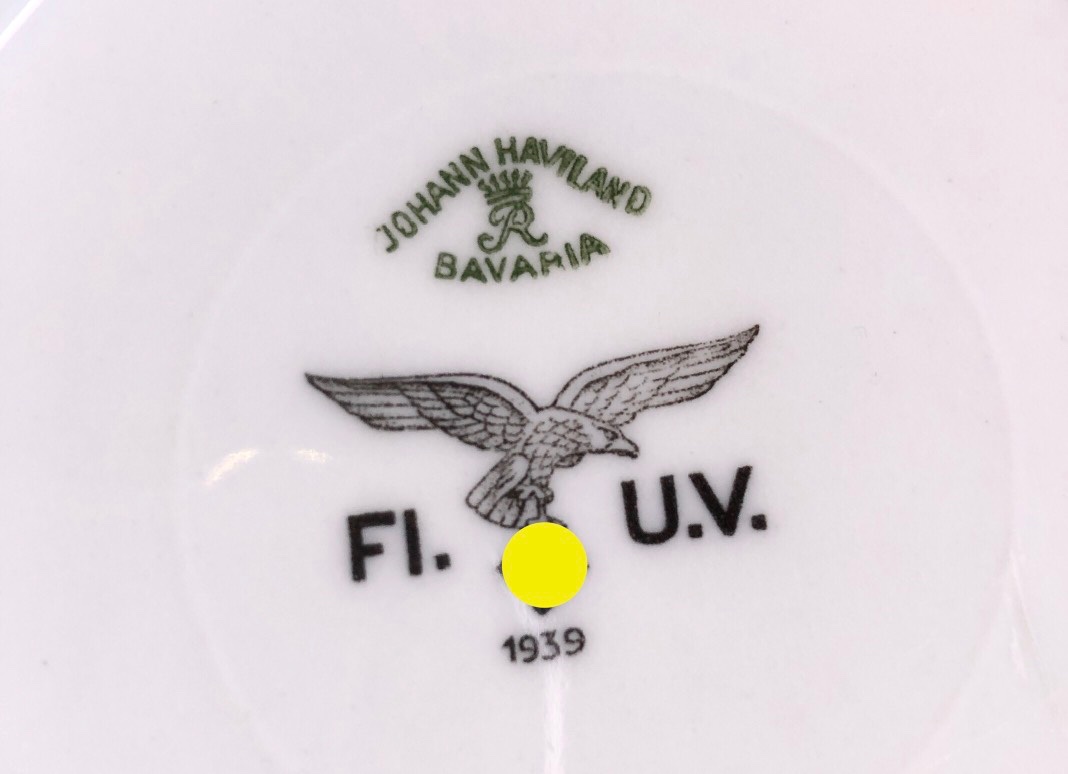 JOHANN HAVILAND
R
BAVARIA
Fl. U.V.
1939